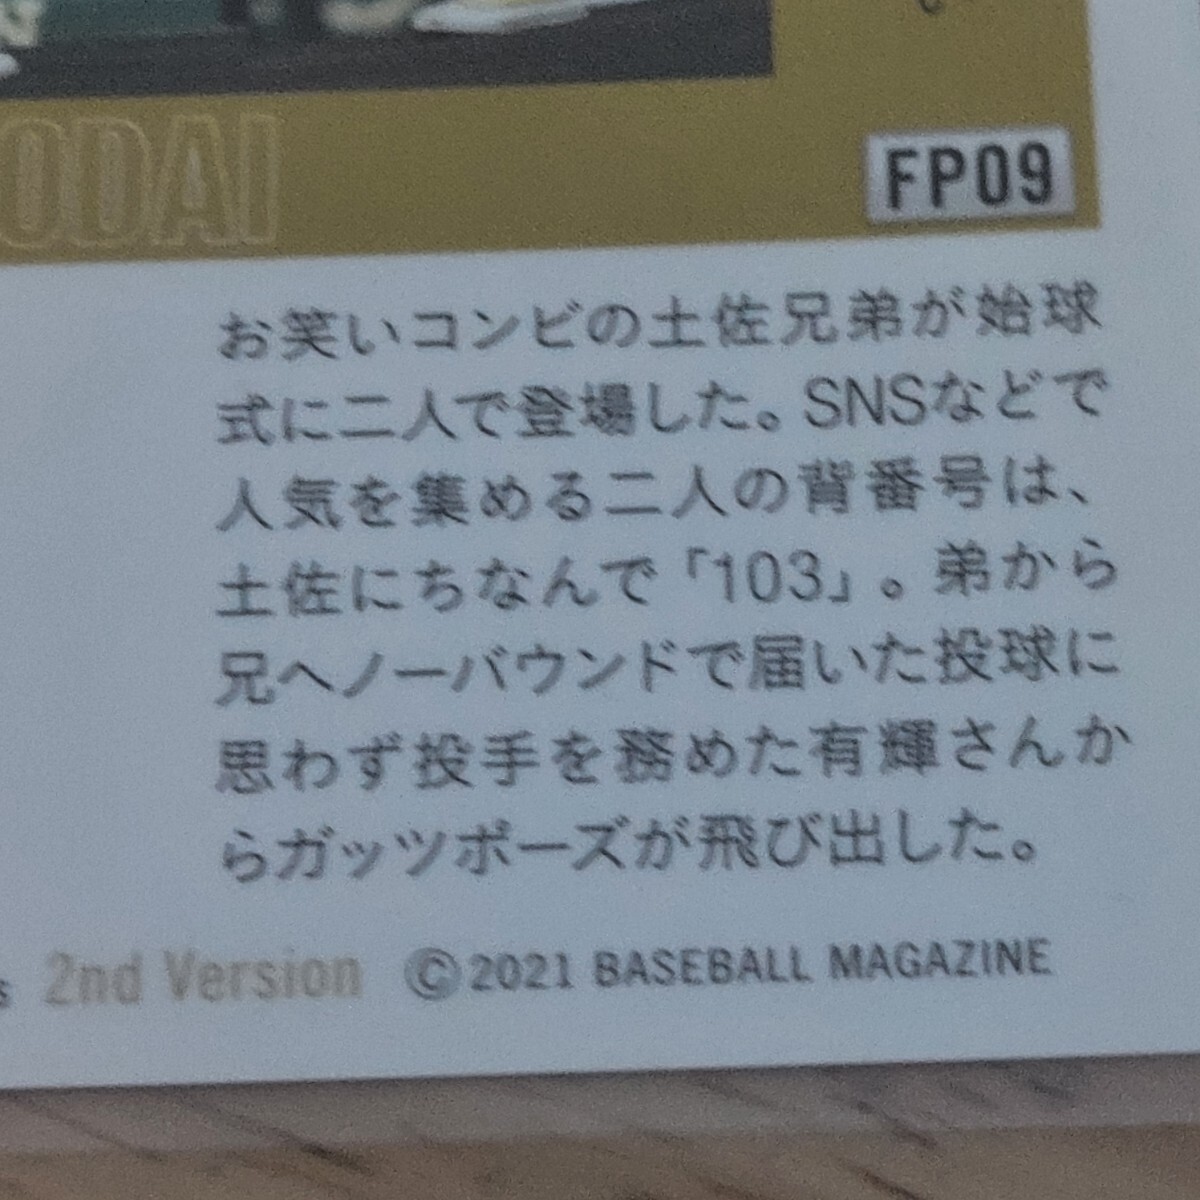 ODAI
FP09
お笑いコンビの土佐兄弟が始球
式に二人で登場した。SNSなどで
人気を集める二人の背番号は、
土佐にちなんで「103」。弟から
兄へノーバウンドで届いた投球に
思わず投手を務めた有輝さんか
らガッツポーズが飛び出した。
s 2nd Version ©2021 BASEBALL MAGAZINE